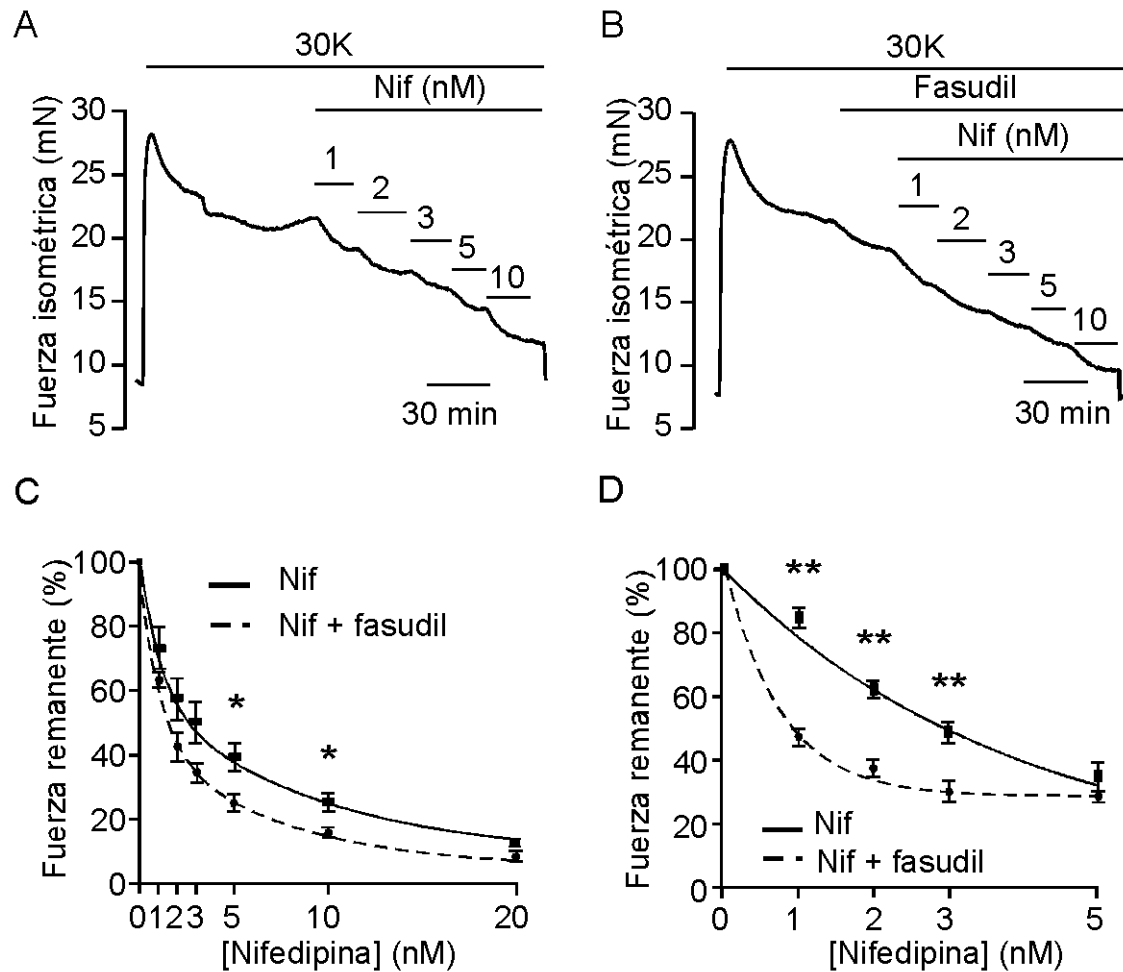 A
30K
Nif (nM)
Fuerza isométrica (mN)
30
25
20
15
10
5
1
2
3
5
10
30 min
B
30K
Fasudil
Nif (nM)
Fuerza isométrica (mN)
30
25
20
15
10
5
1
2
3
5
10
30 min
C
Fuerza remanente (%)
100
80
60
40
20
0
Nif
Nif + fasudil
*
*
0 1 2 3 5 10 20
[Nifedipina] (nM)
D
Fuerza remanente (%)
100
80
60
40
20
0
**
**
**
Nif
Nif + fasudil
0 1 2 3 5
[Nifedipina] (nM)